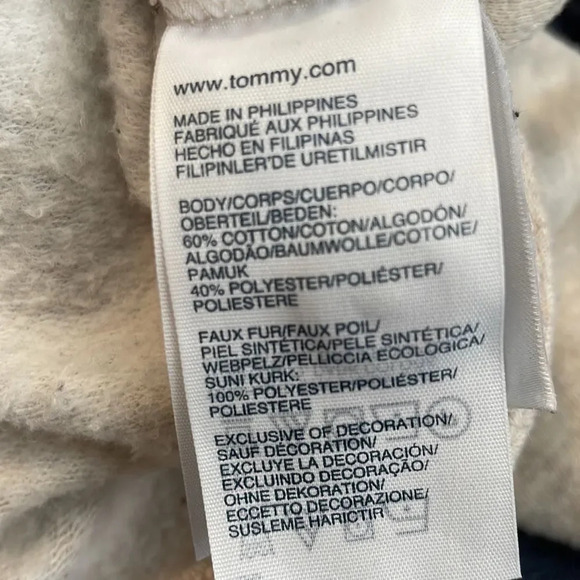 www.tommy.com
MADE IN PHILIPPINES
FABRIQUÉ AUX PHILIPPINES
HECHO EN FILIPINAS
FILIPINLER'DE URETILMISTIR
BODY/CORPS/CUERPO/CORPO/
OBERTEIL/BEDEN:
60% COTTON/COTON/ALGODÓN/
ALGODÃO/BAUMWOLLE/COTONE/
PAMUK
40% POLYESTER/POLIÉSTER/
POLIESTERE
FAUX FUR/FAUX POIL/
PIEL SINTÉTICA/PELE SINTÉTICA/
WEBPELZ/PELLICCIA ECOLOGICA/
SUNI KURK:
100% POLYESTER/POLIÉSTER/
POLIESTERE
EXCLUSIVE OF DECORATION/
SAUF DÉCORATION/
EXCLUYE LA DECORACIÓN/
EXCLUINDO DECORAÇÃO/
OHNE DEKORATION/
ECCETTO DECORAZIONE/
SUSLEME HARICTIR